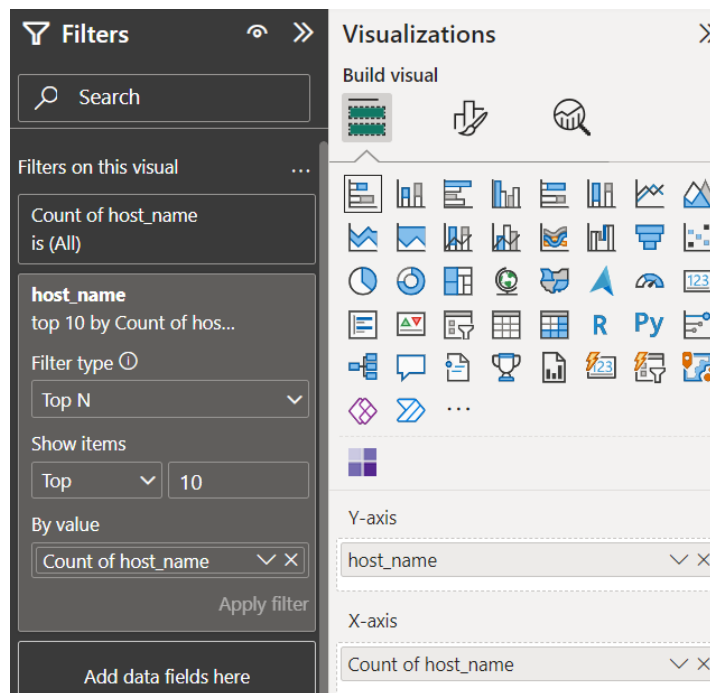 Filters
Search
Filters on this visual
...
Count of host_name
is (All)
host_name
top 10 by Count of hos...
Filter type
Top N
Show items
Top
10
By value
Count of host_name
Apply filter
Add data fields here
Visualizations
Build visual
123
R
Py
123
...
Y-axis
host_name
X-axis
Count of host_name